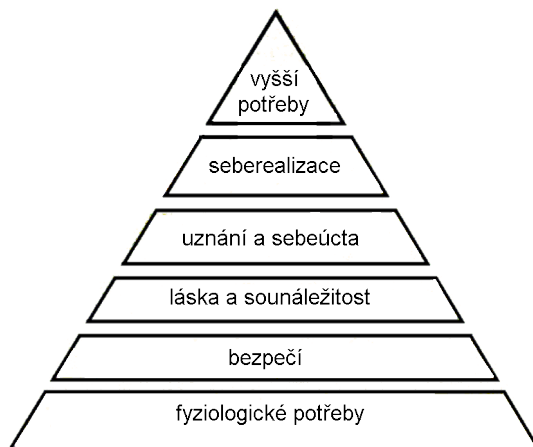 vyšší
potřeby
seberealizace
uznání a sebeúcta
láska a sounáležitost
bezpečí
fyziologické potřeby